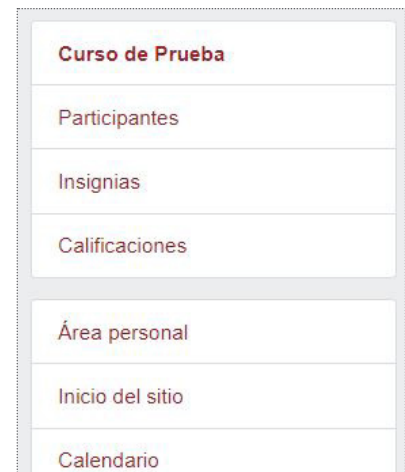 Curso de Prueba
Participantes
Insignias
Calificaciones
Área personal
Inicio del sitio
Calendario